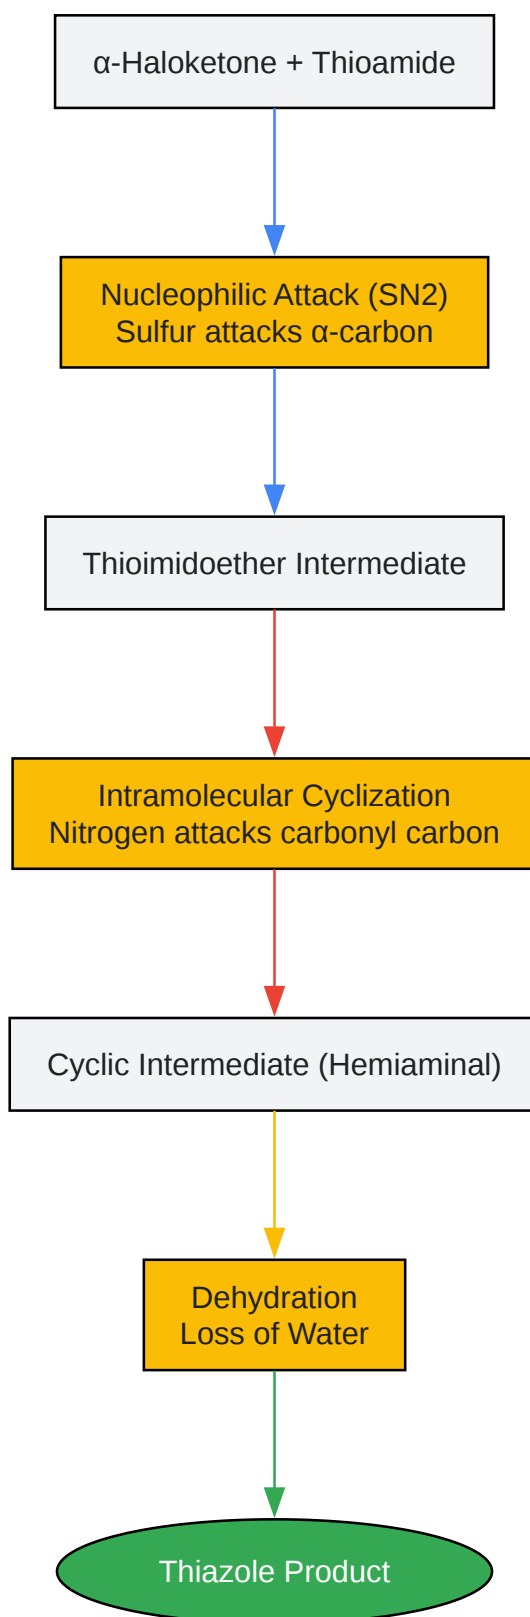 α-Haloketone + Thioamide
Nucleophilic Attack (SN2)
Sulfur attacks α-carbon
Thioimidoether Intermediate
Intramolecular Cyclization
Nitrogen attacks carbonyl carbon
Cyclic Intermediate (Hemiaminal)
Dehydration
Loss of Water
Thiazole Product